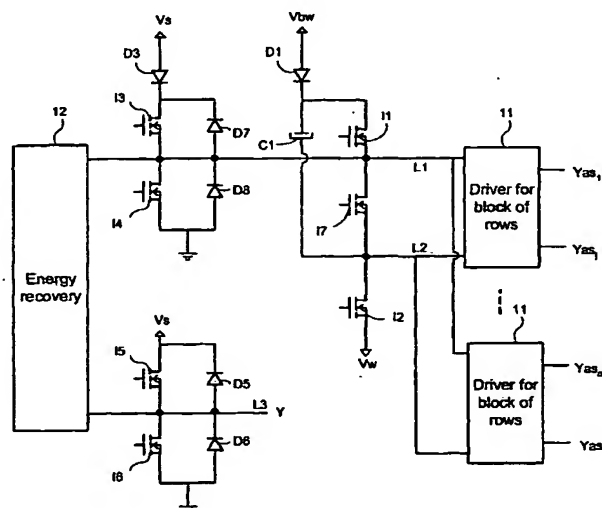 Vs
Vbw
D3
D1
I3
12
D7
C1
I1
11
L1
Yas1
Driver for
block of
rows
I4
D8
I7
L2
Yasj
Energy
recovery
I2
Vs
11
I5
D5
Vw
Driver for
block of
rows
L3
Y
I6
D6